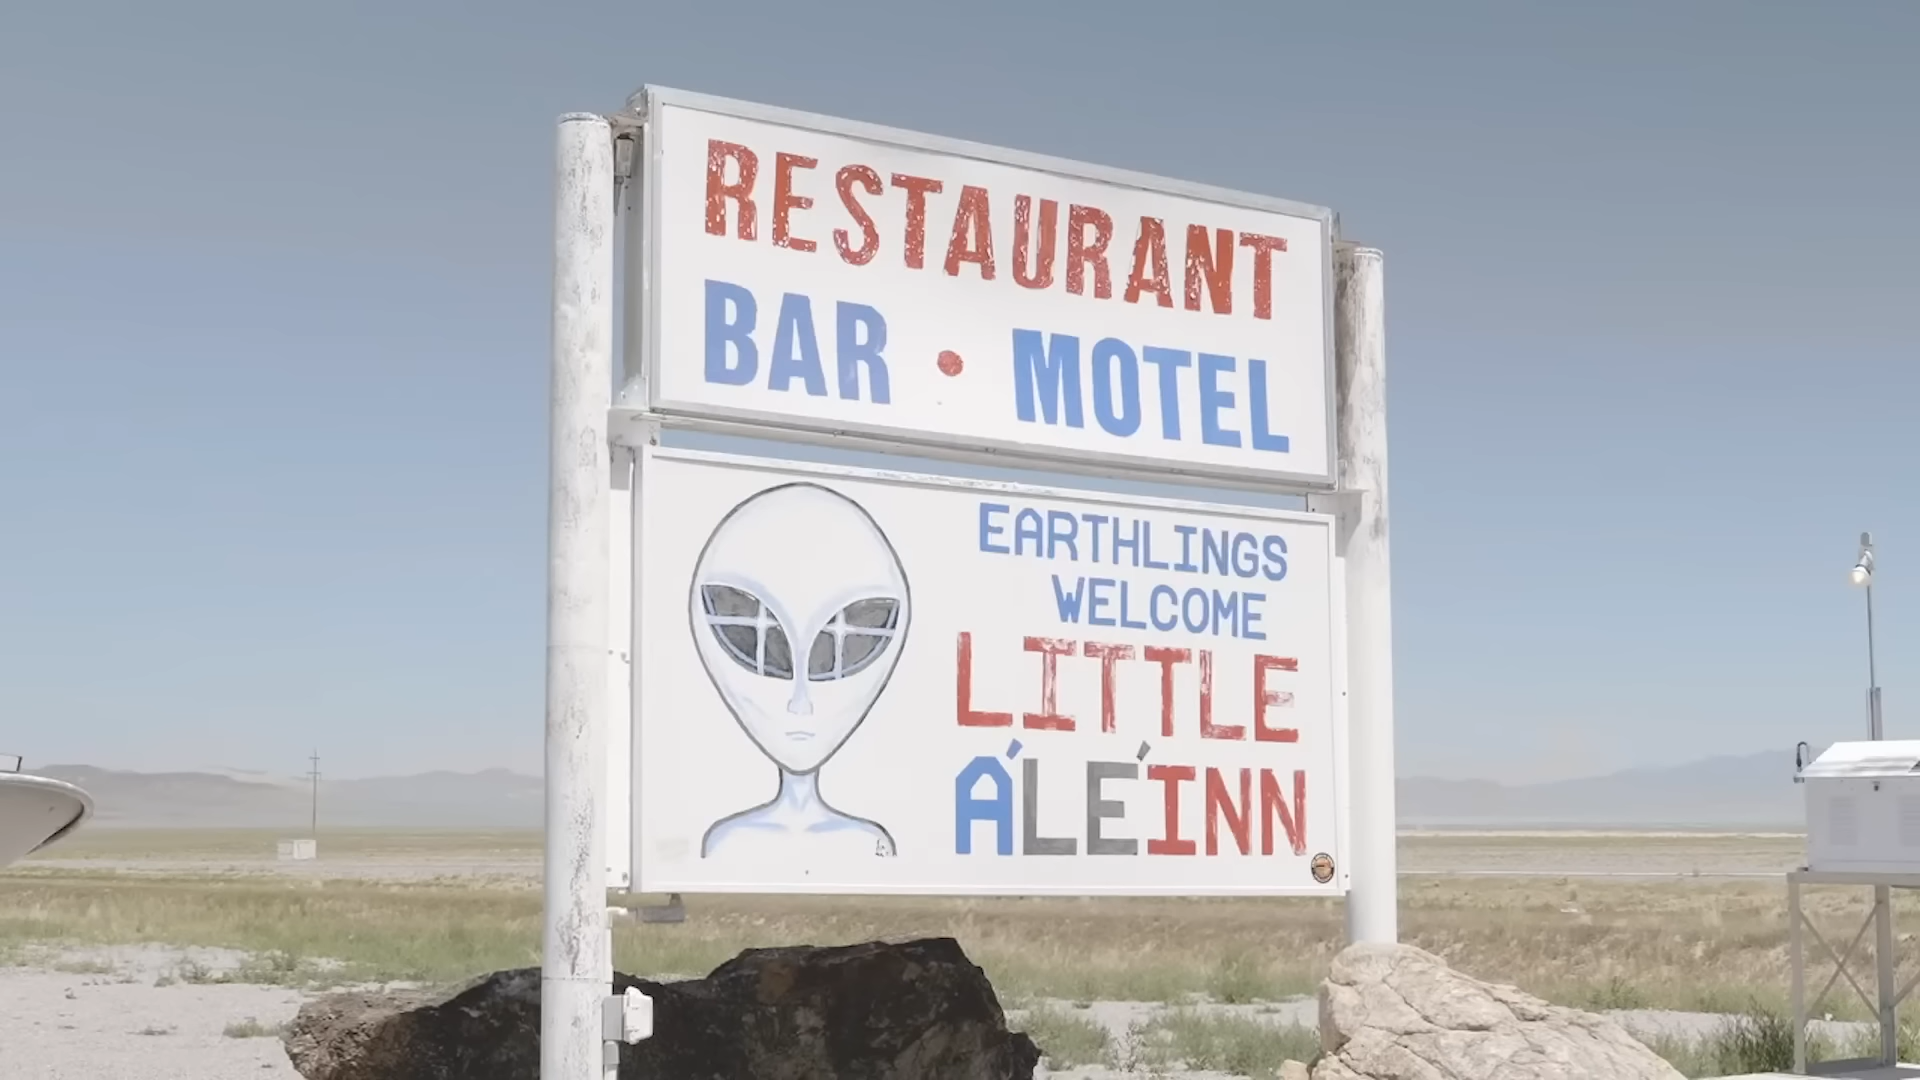 RESTAURANT
BAR • MOTEL
EARTHLINGS
WELCOME
LITTLE
A'LE'INN